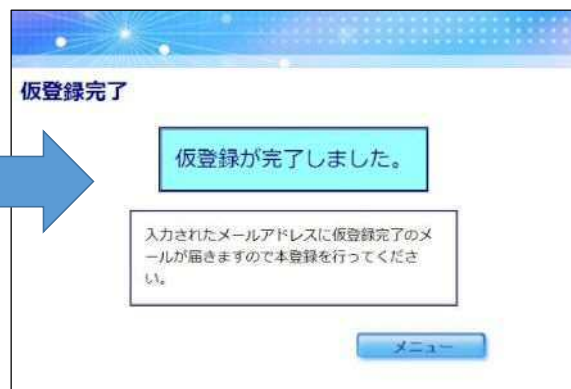 仮登録完了
仮登録が完了しました。
入力されたメールアドレスに仮登録完了のメ
ールが届きますので本登録を行ってくださ
い。
メニュー